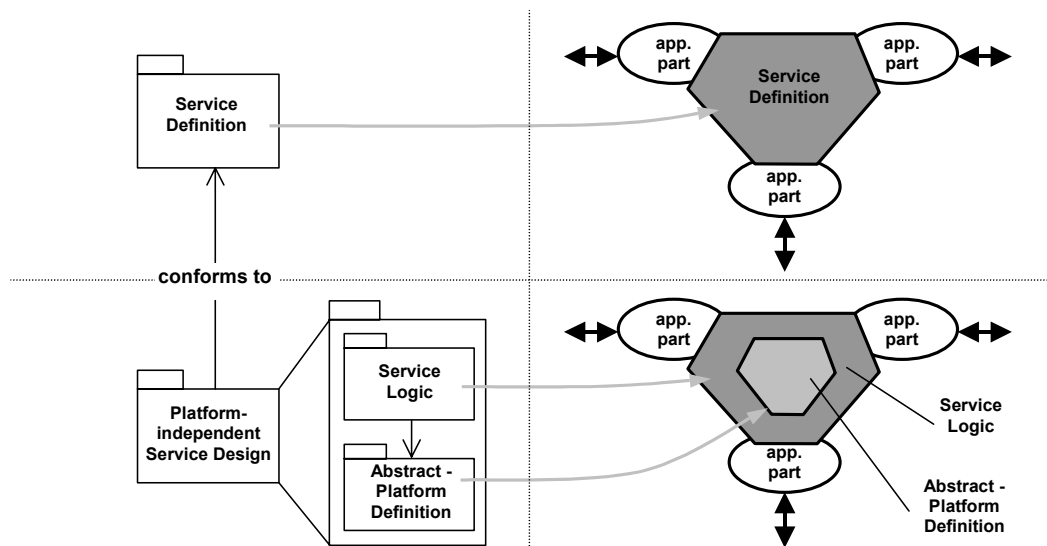 app.
part
app.
part
Service
Definition
Service
Definition
app.
part
conforms to
app.
part
app.
part
Service
Logic
Platform-
independent
Service Design
Service
Logic
Abstract -
Platform
Definition
app.
part
Abstract -
Platform
Definition